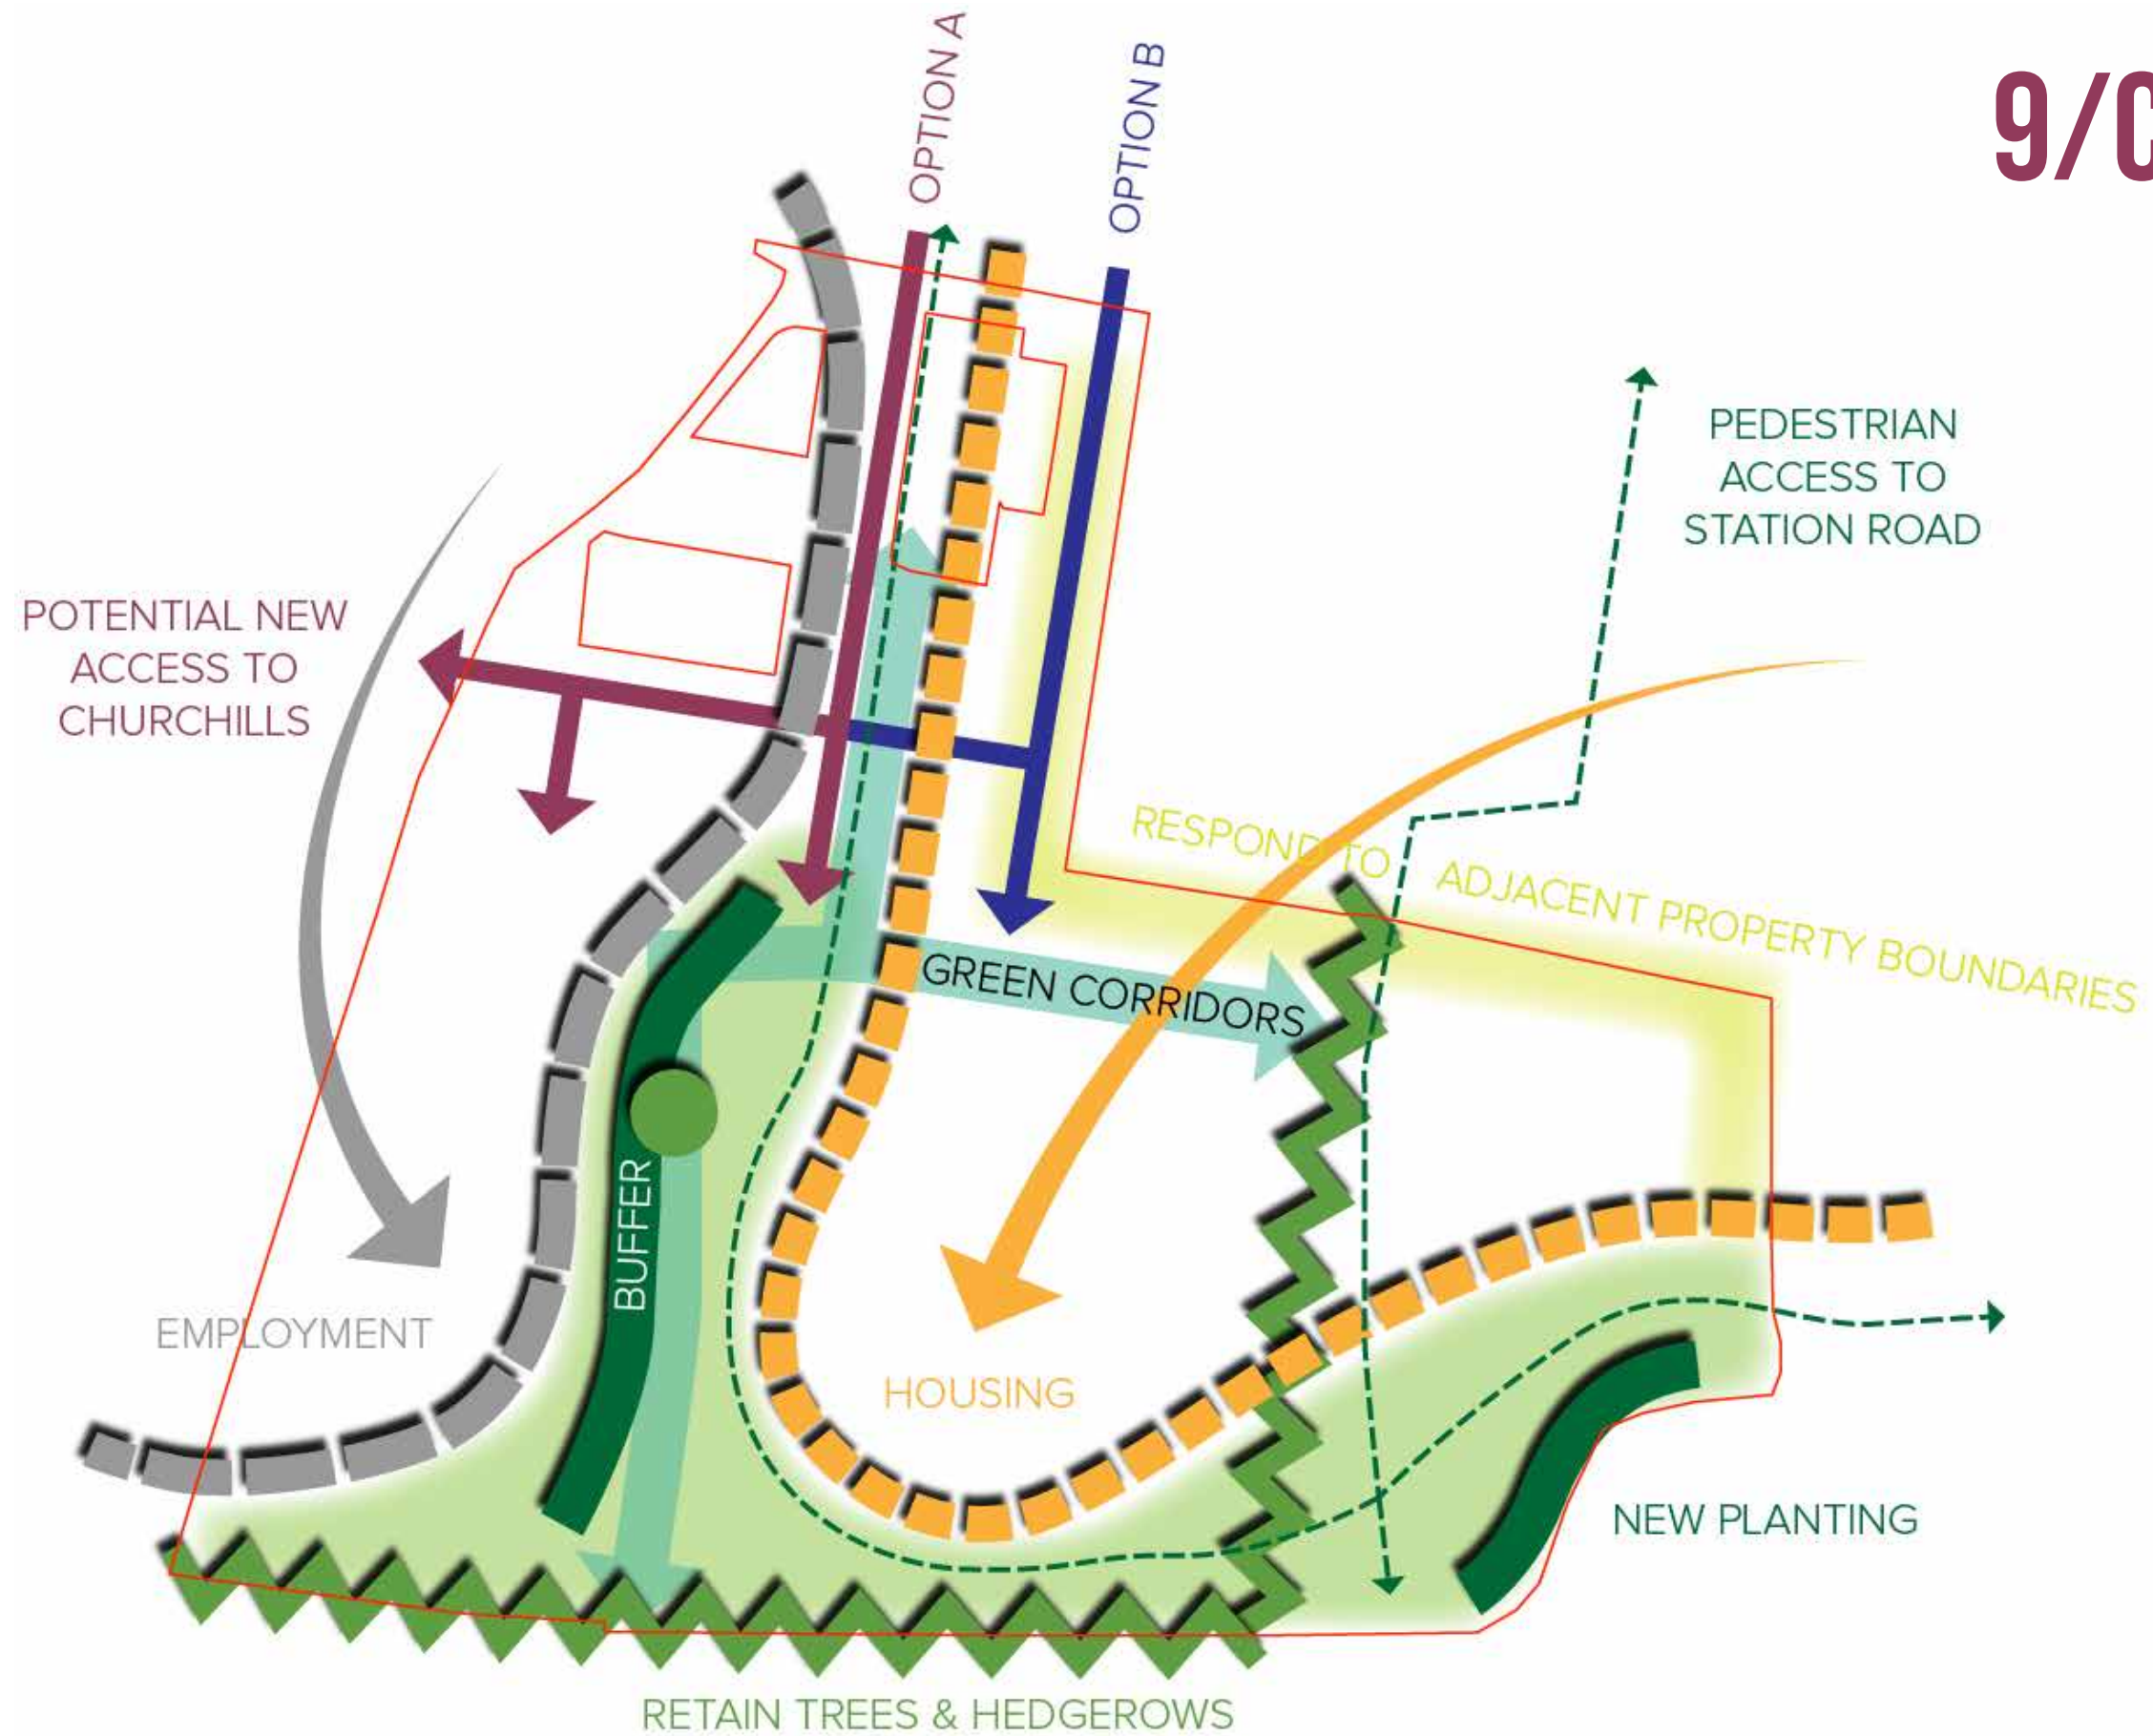 OPTION A
OPTION B
9/
PEDESTRIAN
ACCESS TO
STATION ROAD
POTENTIAL NEW
ACCESS TO
CHURCHILLS
RESPOND TO ADJACENT PROPERTY BOUNDARIES
GREEN CORRIDORS
BUFFER
EMPLOYMENT
HOUSING
NEW PLANTING
RETAIN TREES & HEDGEROWS